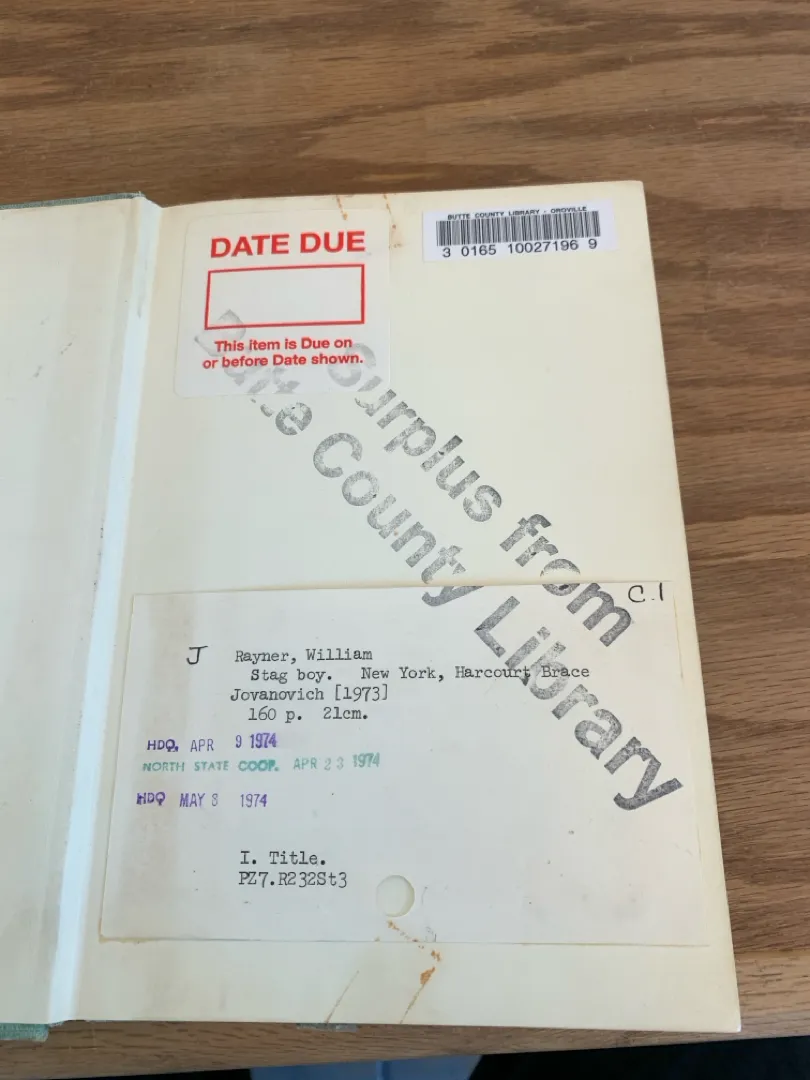 DATE DUE
This item is Due on
or before Date shown.
BUTTE COUNTY LIBRARY - OROVILLE
3 0165 10027196 9
Surplus from
Butte County Library
C.1
J Rayner, William
Stag boy. New York, Harcourt Brace
Jovanovich [1973]
160 p. 21cm.
HDQ. APR 9 1974
NORTH STATE COOP. APR 23 1974
HDQ MAY 8 1974
I. Title.
PZ7.R232St3